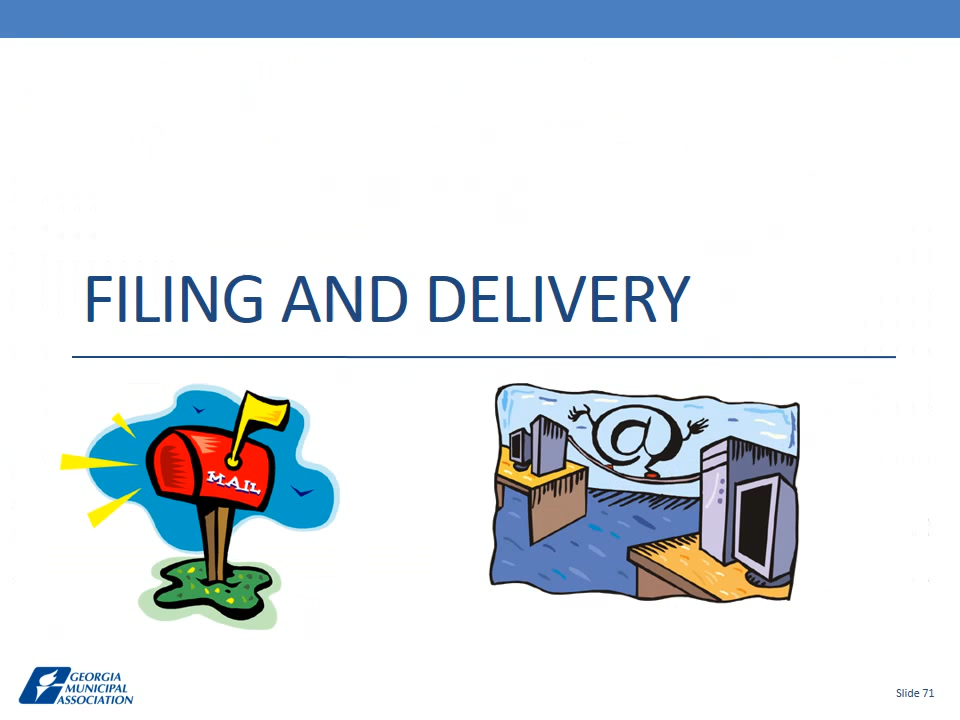 FILING AND DELIVERY
MAIL
@
GEORGIA
MUNICIPAL
ASSOCIATION
Slide 71